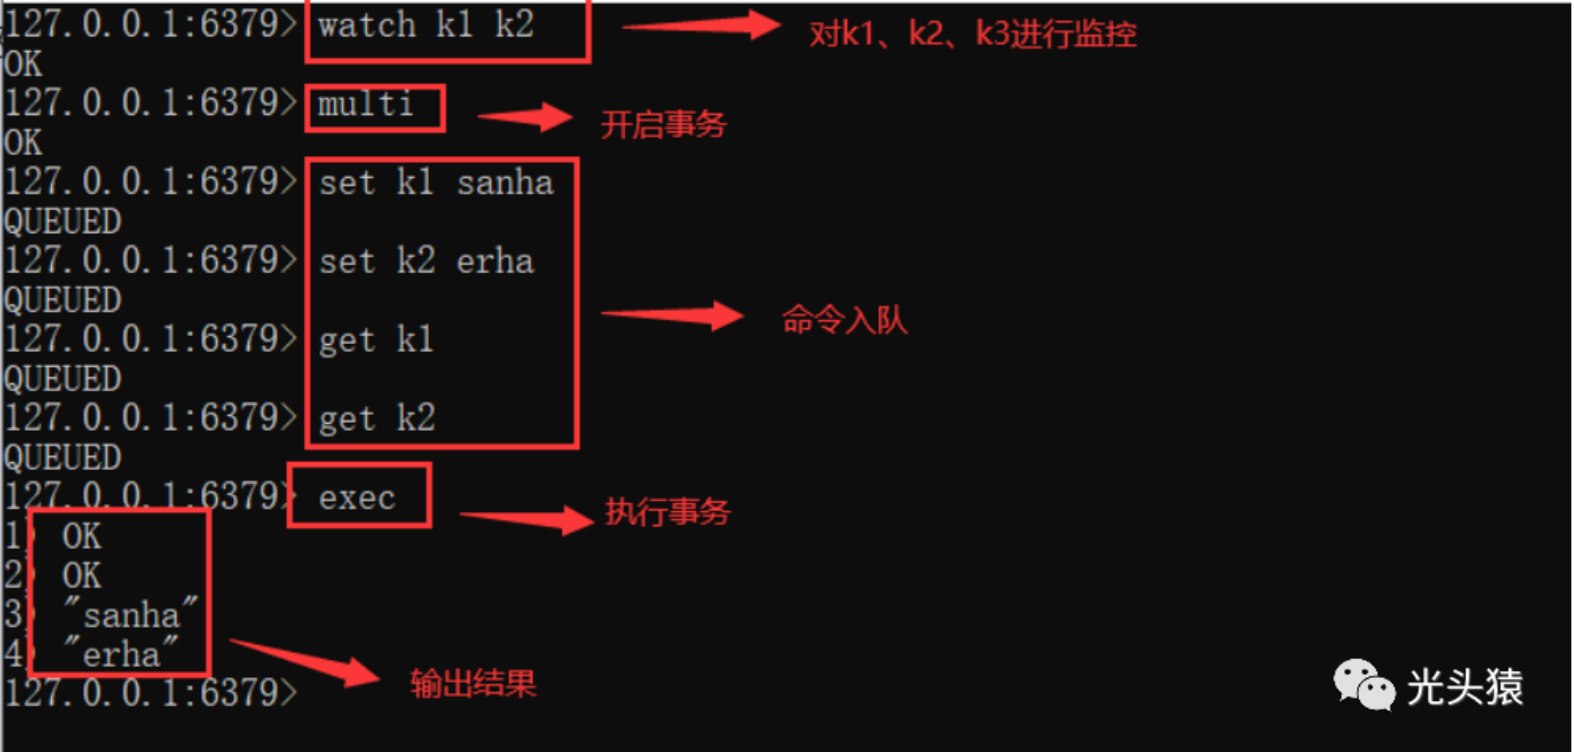 127.0.0.1:6379> watch k1 k2
对k1、k2、k3进行监控
OK
127.0.0.1:6379> multi
开启事务
OK
127.0.0.1:6379> set k1 sanha
QUEUED
127.0.0.1:6379> set k2 erha
QUEUED
命令入队
127.0.0.1:6379> get k1
QUEUED
127.0.0.1:6379> get k2
QUEUED
127.0.0.1:6379> exec
执行事务
1) OK
2) OK
3) "sanha"
4) "erha"
输出结果
127.0.0.1:6379>
光头猿